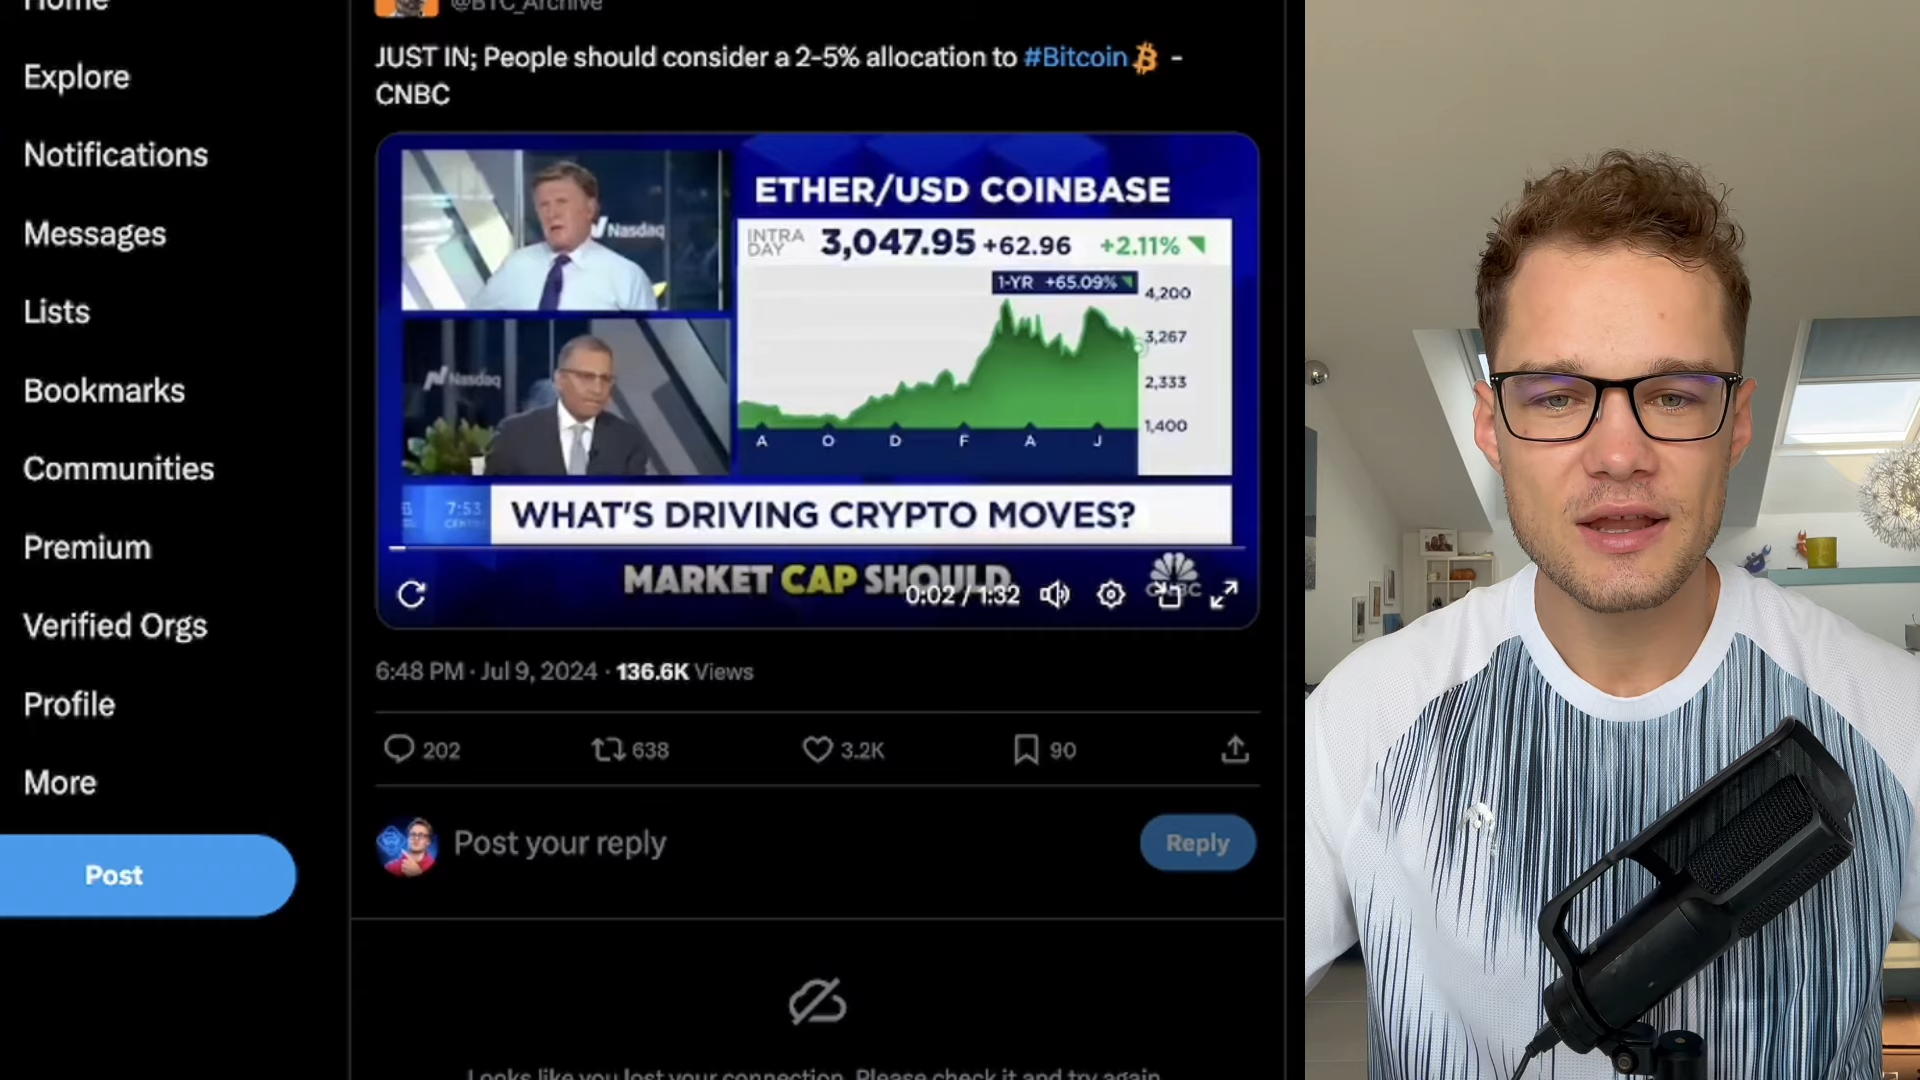 Home
Explore
Notifications
Messages
Lists
Bookmarks
Communities
Premium
Verified Orgs
Profile
More
Post
@BTC_Archive
JUST IN; People should consider a 2-5% allocation to #Bitcoin -
CNBC
Nasdaq
Nasdaq
ETHER/USD COINBASE
INTRA DAY 3,047.95 +62.96 +2.11%
1-YR +65.09%
4,200
3,267
2,333
1,400
A O D F A J
7:53
WHAT'S DRIVING CRYPTO MOVES?
MARKET CAP SHOULD
0:02 / 1:32
6:48 PM · Jul 9, 2024 · 136.6K Views
202 638 3.2K 90
Post your reply
Reply
Looks like you lost your connection. Please check it and try again.